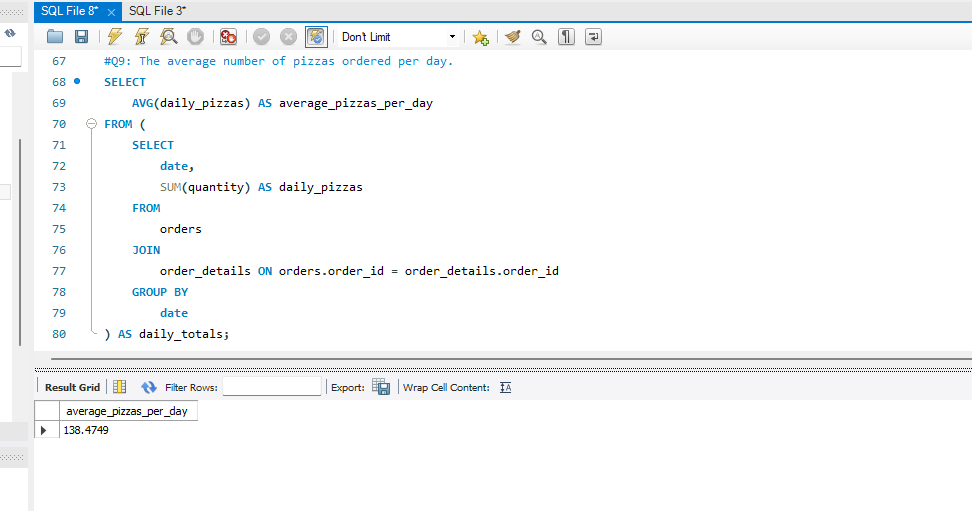 SQL File 8*
SQL File 3*
Don't Limit
67 #Q9: The average number of pizzas ordered per day.
68 SELECT
69 AVG(daily_pizzas) AS average_pizzas_per_day
70 FROM (
71 SELECT
72 date,
73 SUM(quantity) AS daily_pizzas
74 FROM
75 orders
76 JOIN
77 order_details ON orders.order_id = order_details.order_id
78 GROUP BY
79 date
80 ) AS daily_totals;
Result Grid Filter Rows: Export: Wrap Cell Content:
average_pizzas_per_day
138.4749